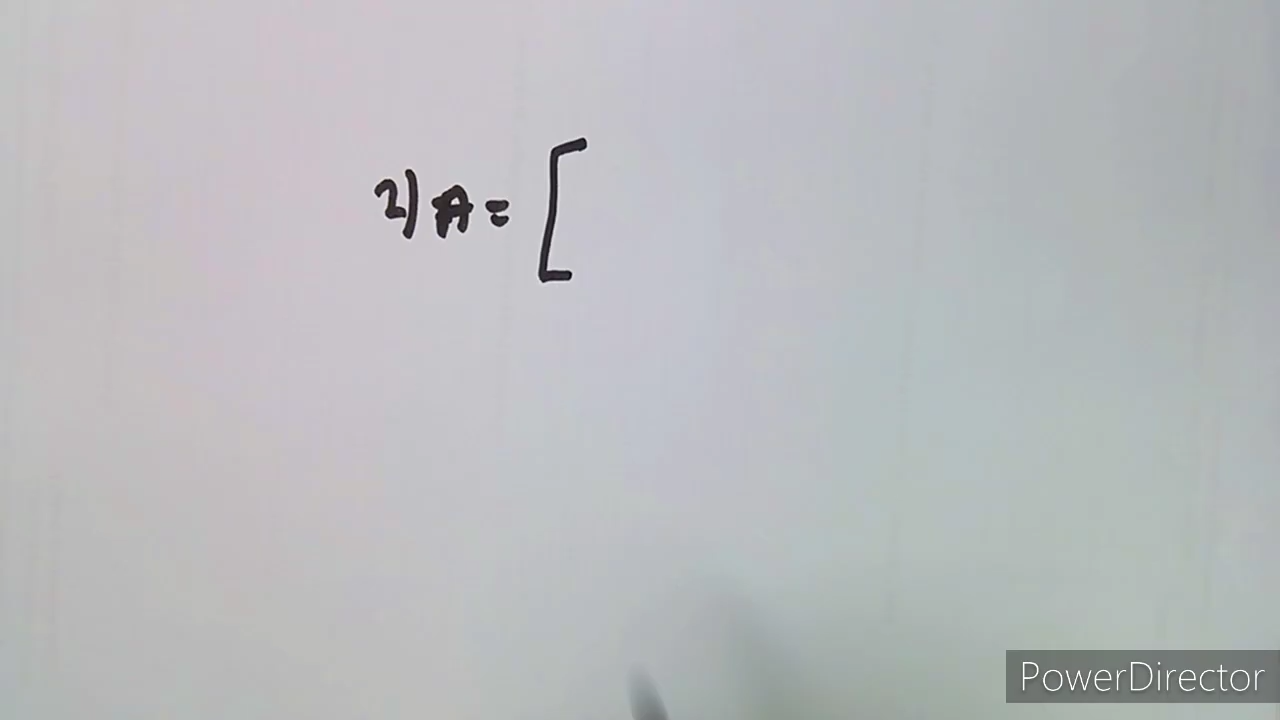 2) A = [
PowerDirector